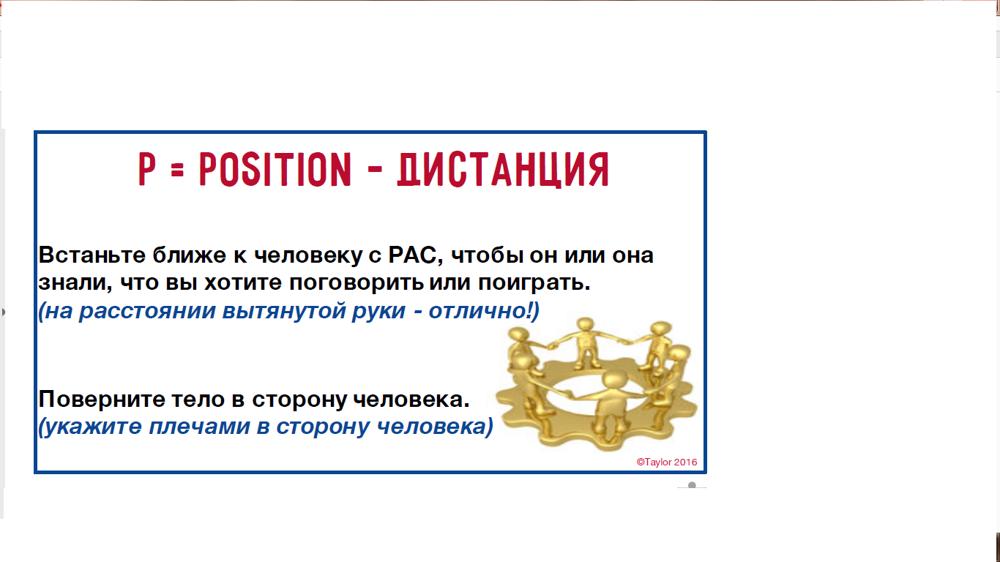 P = POSITION - ДИСТАНЦИЯ
Встаньте ближе к человеку с РАС, чтобы он или она
знали, что вы хотите поговорить или поиграть.
(на расстоянии вытянутой руки - отлично!)
Поверните тело в сторону человека.
(укажите плечами в сторону человека)
©Taylor 2016